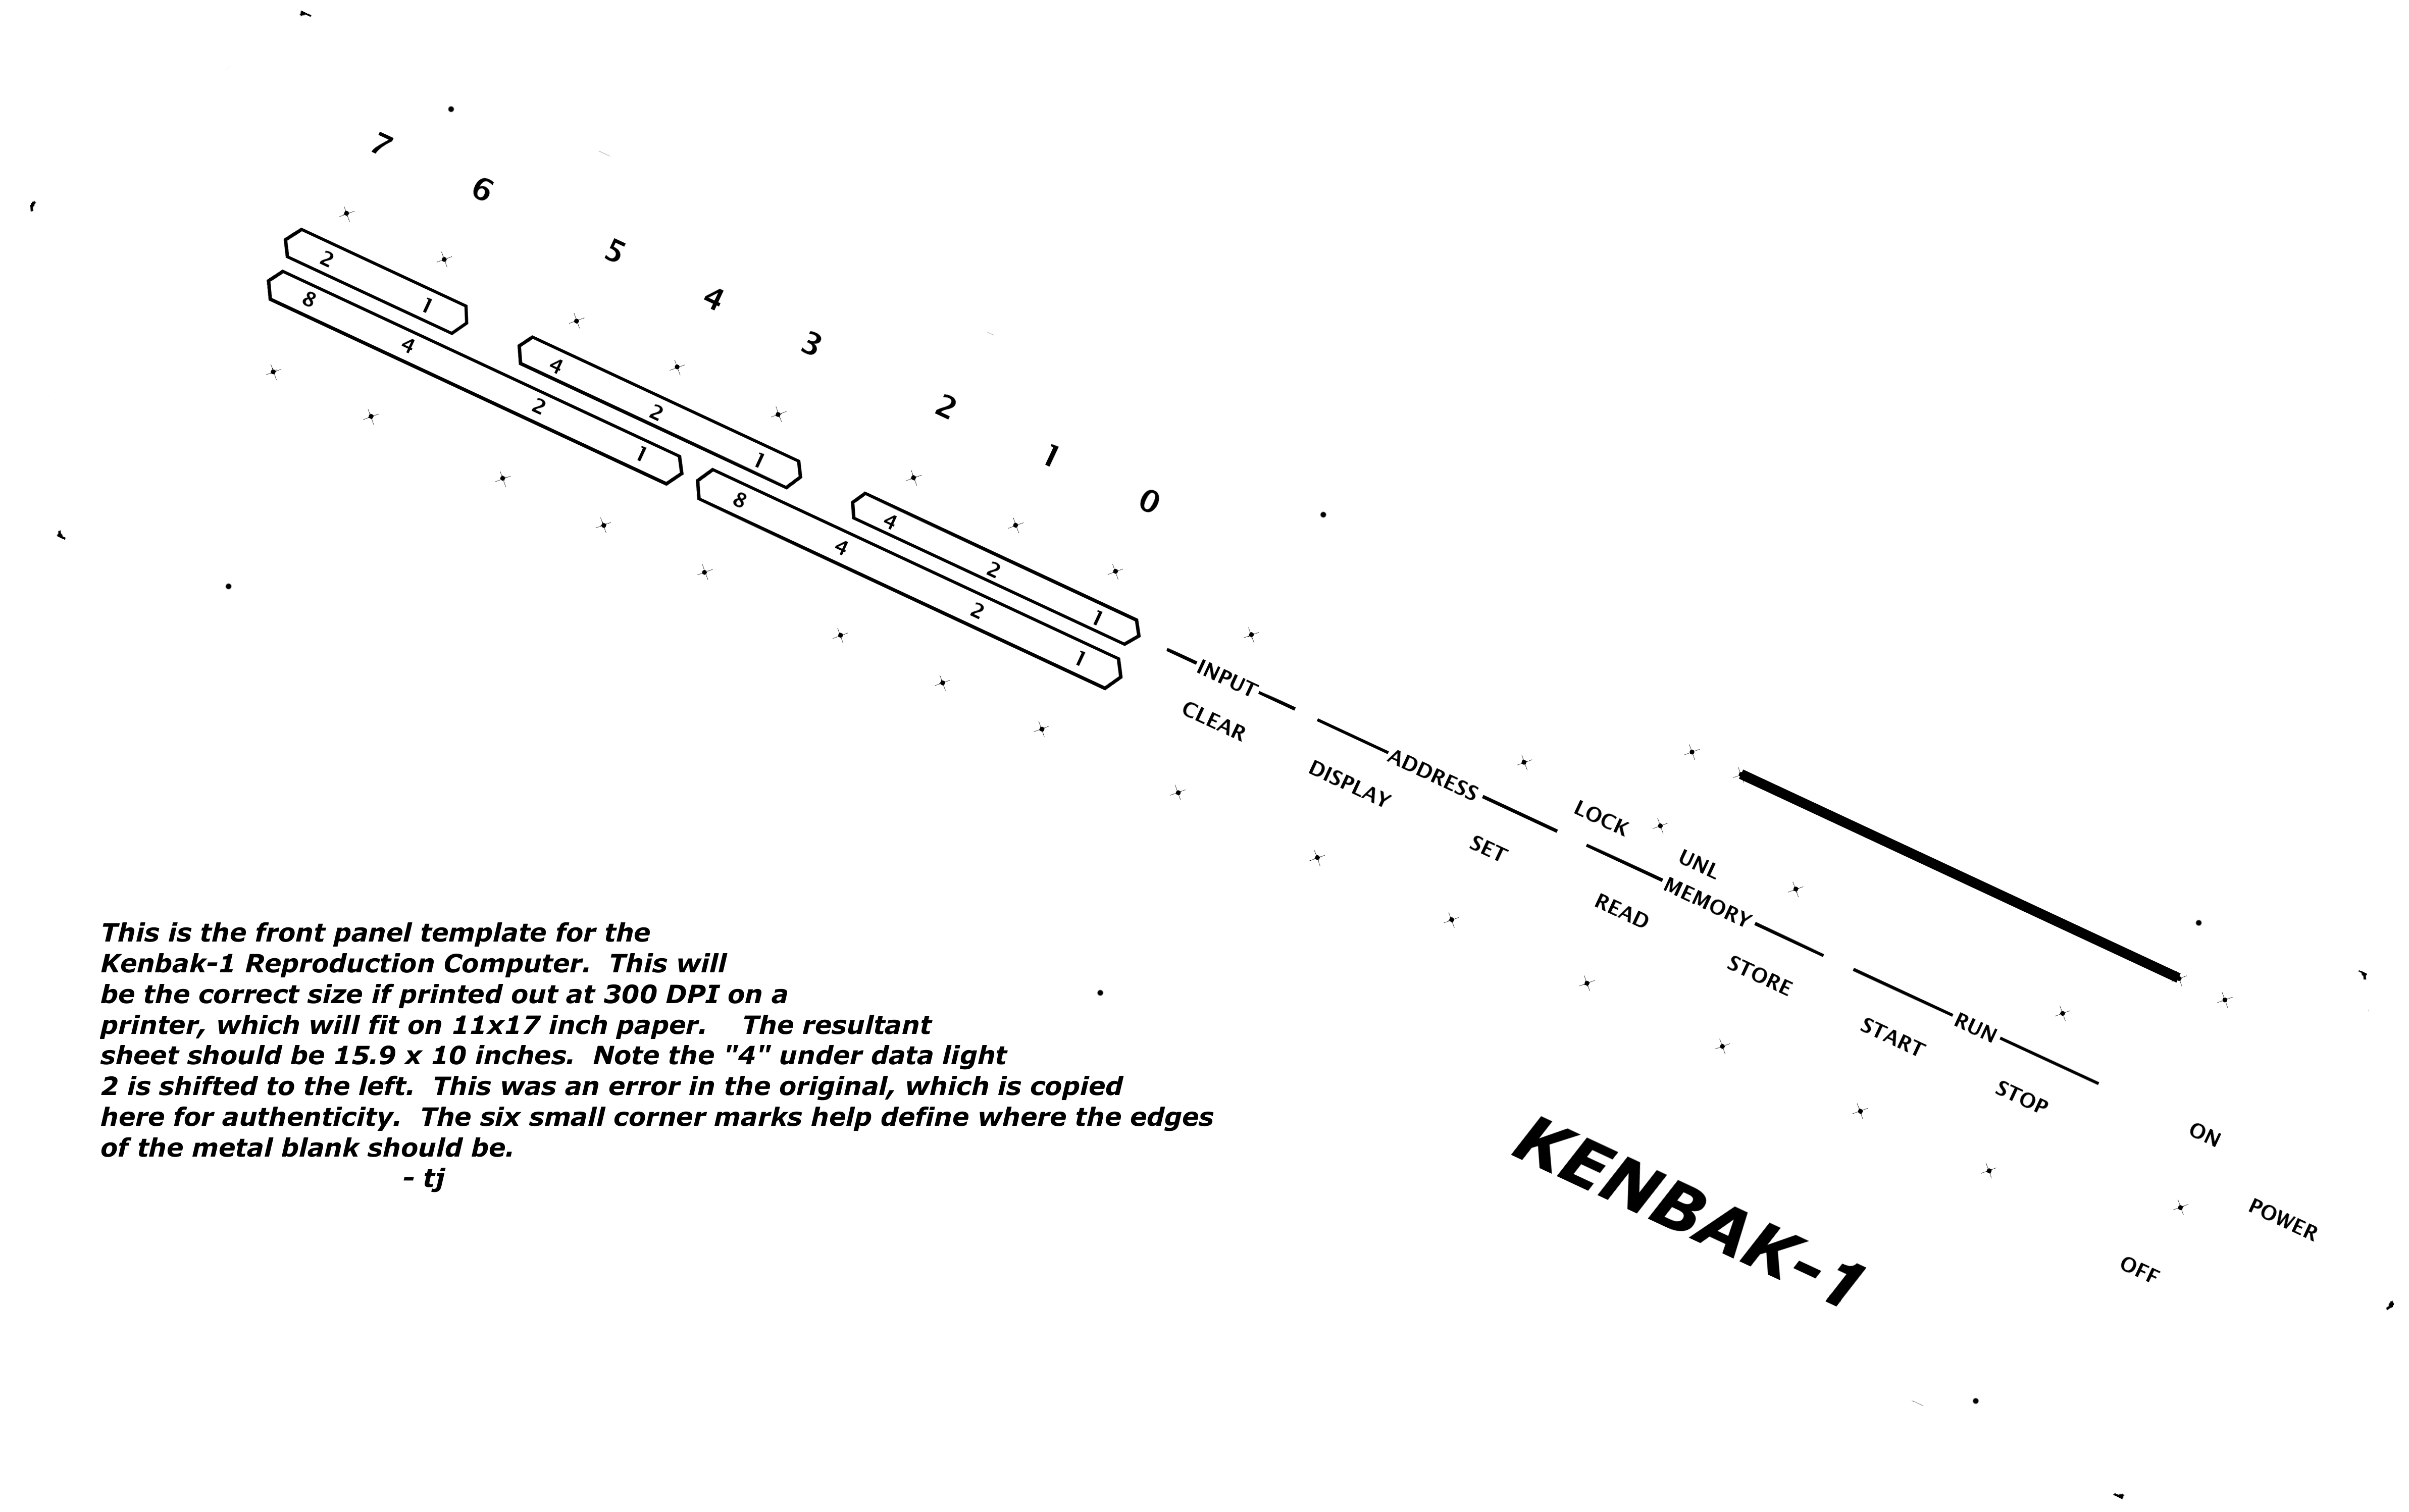 7 6 5 4 3 2 1 0
2 1
4 2 1
4 2 1
8 4 2 1
8 4 2 1
INPUT
CLEAR
ADDRESS
DISPLAY
SET
LOCK
UNL
MEMORY
READ
STORE
RUN
START
STOP
ON
POWER
OFF
KENBAK-1
This is the front panel template for the
Kenbak-1 Reproduction Computer.  This will
be the correct size if printed out at 300 DPI on a
printer, which will fit on 11x17 inch paper.    The resultant
sheet should be 15.9 x 10 inches.  Note the "4" under data light
2 is shifted to the left.  This was an error in the original, which is copied
here for authenticity.  The six small corner marks help define where the edges
of the metal blank should be.
- tj